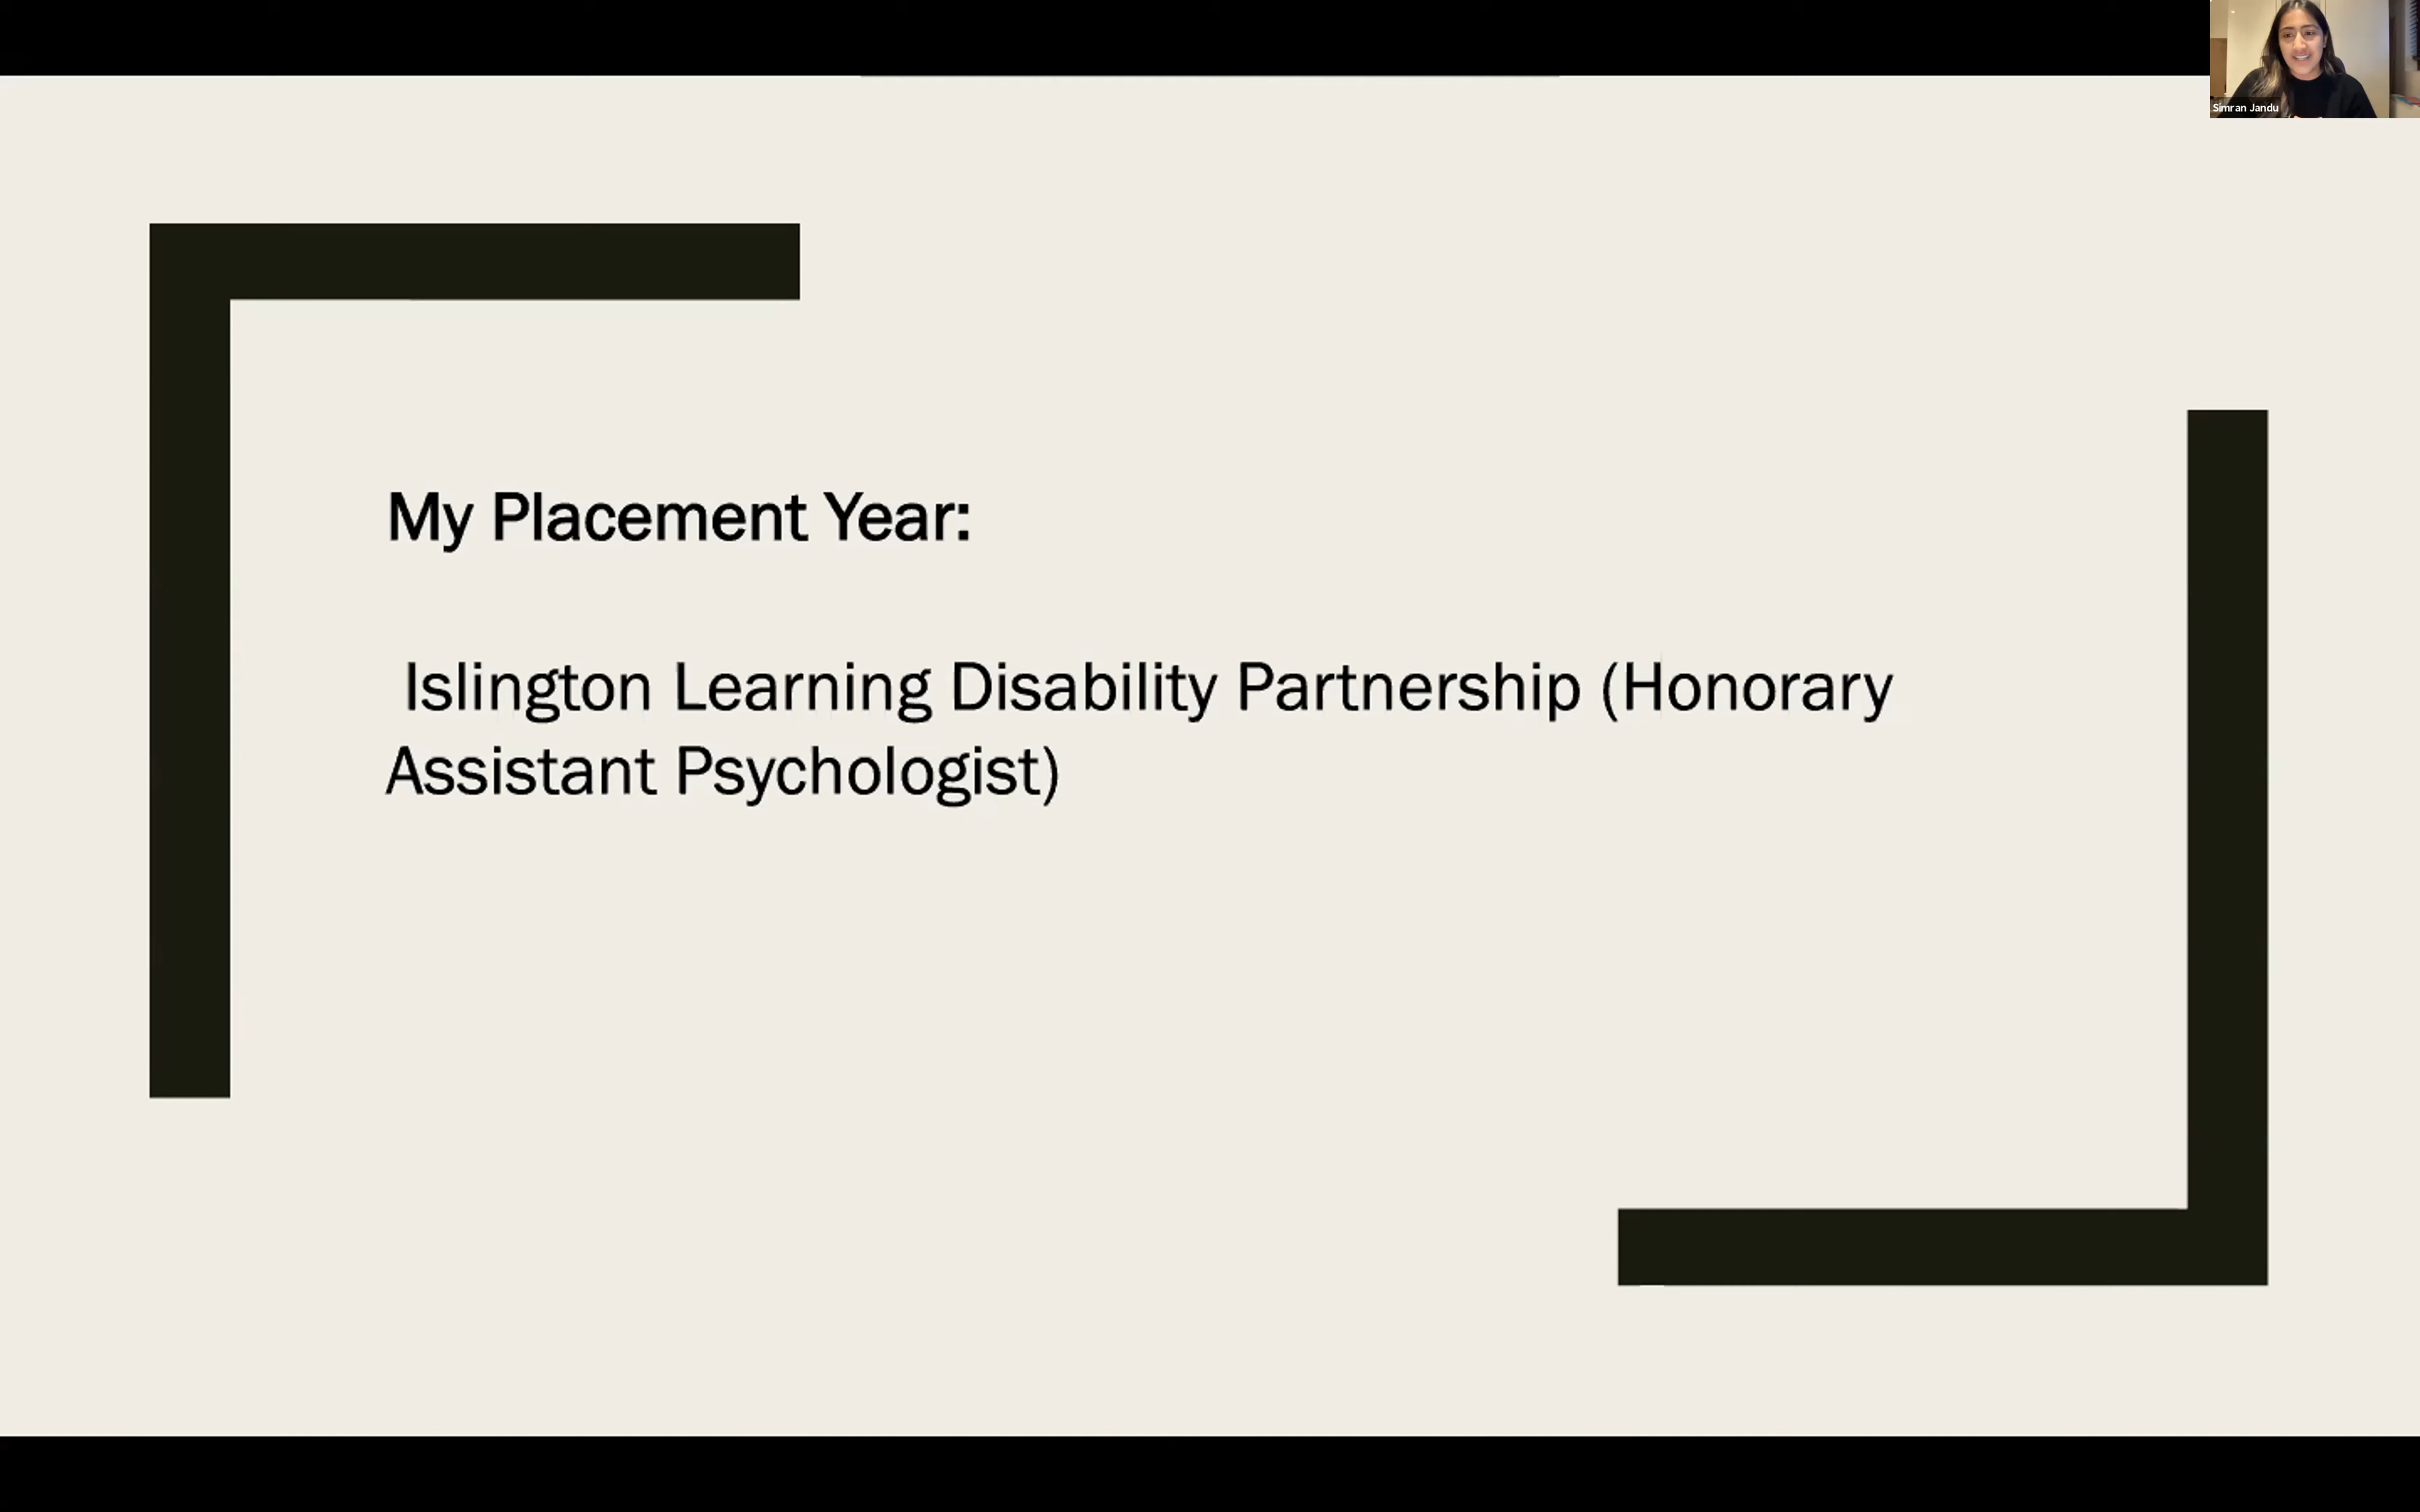 Simran Jandu
My Placement Year:
Islington Learning Disability Partnership (Honorary
Assistant Psychologist)